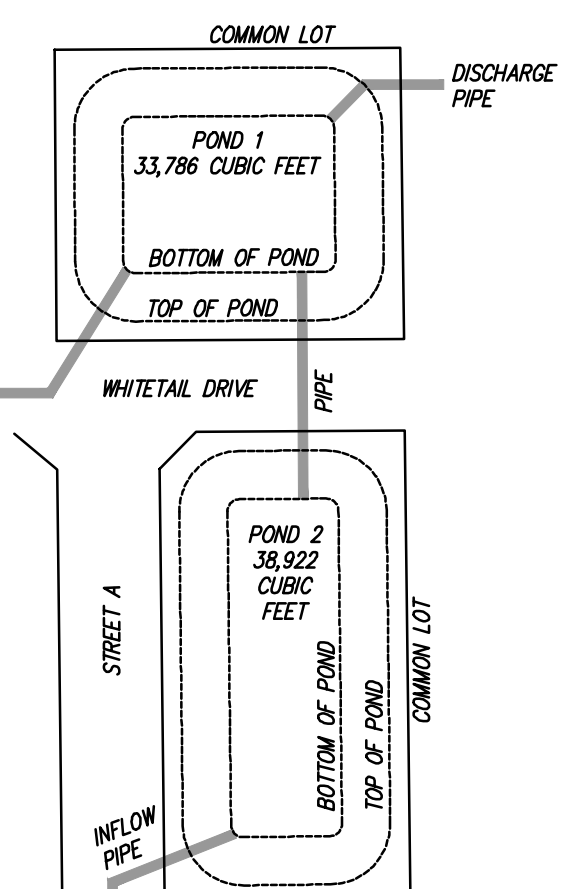 COMMON LOT
DISCHARGE
PIPE
POND 1
33,786 CUBIC FEET
BOTTOM OF POND
TOP OF POND
WHITETAIL DRIVE
PIPE
POND 2
38,922
CUBIC
FEET
STREET A
BOTTOM OF POND
TOP OF POND
COMMON LOT
INFLOW
PIPE